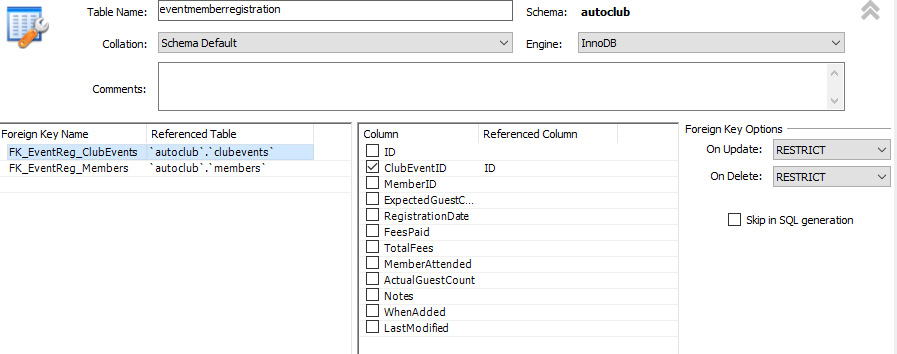 Table Name: eventmemberregistration Schema: autoclub
Collation: Schema Default Engine: InnoDB
Comments:
Foreign Key Name Referenced Table
FK_EventReg_ClubEvents `autoclub`.`clubevents`
FK_EventReg_Members `autoclub`.`members`
Column Referenced Column
ID
ClubEventID ID
MemberID
ExpectedGuestC...
RegistrationDate
FeesPaid
TotalFees
MemberAttended
ActualGuestCount
Notes
WhenAdded
LastModified
Foreign Key Options
On Update: RESTRICT
On Delete: RESTRICT
Skip in SQL generation